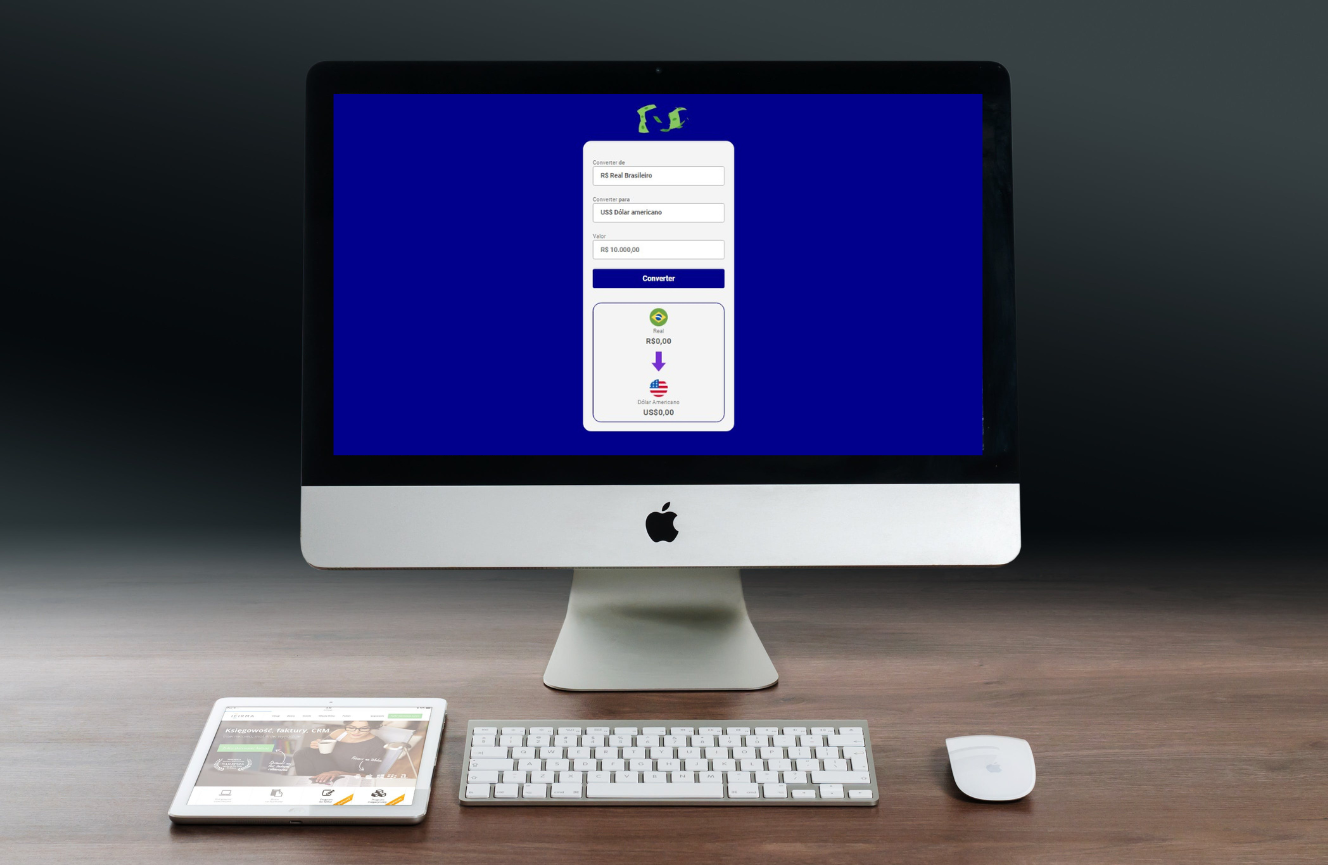 Converter de
R$ Real Brasileiro
Converter para
US$ Dólar americano
Valor
R$ 10.000,00
Converter
Real
R$0,00
Dólar Americano
US$0,00
Księgowość, faktury, CRM